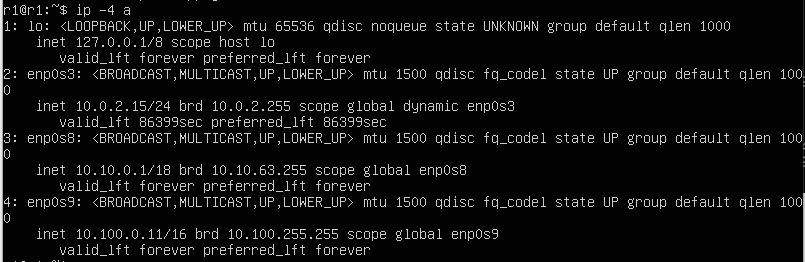 r1@r1:~$ ip -4 a
1: lo: <LOOPBACK,UP,LOWER_UP> mtu 65536 qdisc noqueue state UNKNOWN group default qlen 1000
    inet 127.0.0.1/8 scope host lo
       valid_lft forever preferred_lft forever
2: enp0s3: <BROADCAST,MULTICAST,UP,LOWER_UP> mtu 1500 qdisc fq_codel state UP group default qlen 100
0
    inet 10.0.2.15/24 brd 10.0.2.255 scope global dynamic enp0s3
       valid_lft 86399sec preferred_lft 86399sec
3: enp0s8: <BROADCAST,MULTICAST,UP,LOWER_UP> mtu 1500 qdisc fq_codel state UP group default qlen 100
0
    inet 10.10.0.1/18 brd 10.10.63.255 scope global enp0s8
       valid_lft forever preferred_lft forever
4: enp0s9: <BROADCAST,MULTICAST,UP,LOWER_UP> mtu 1500 qdisc fq_codel state UP group default qlen 100
0
    inet 10.100.0.11/16 brd 10.100.255.255 scope global enp0s9
       valid_lft forever preferred_lft forever